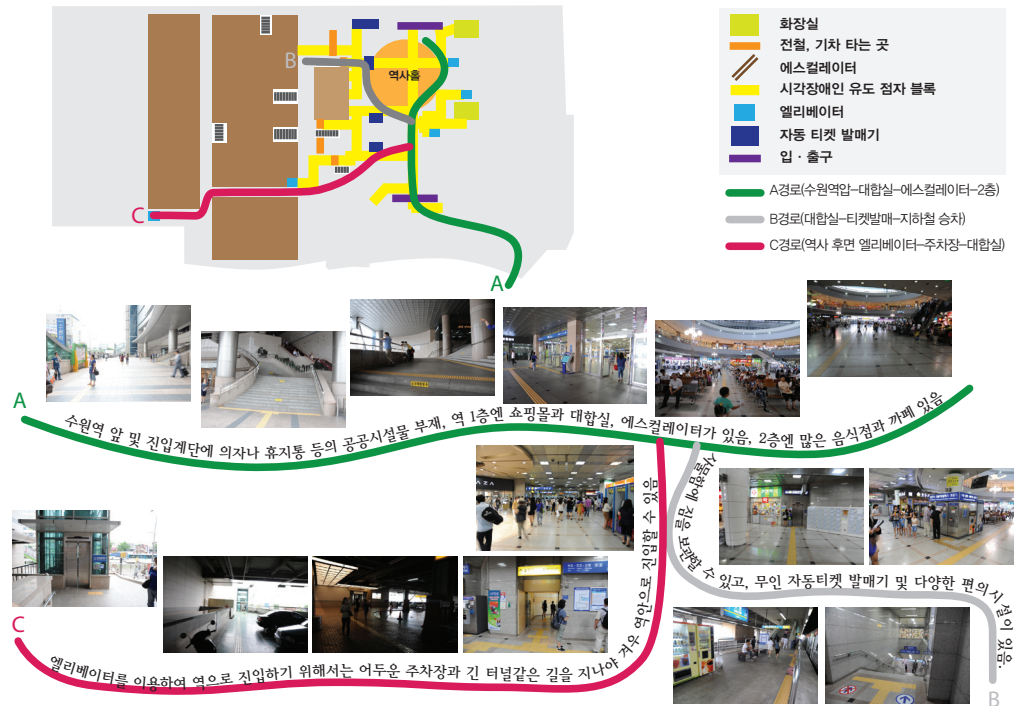 B
역사홀
C
A
화장실
전철, 기차 타는 곳
에스컬레이터
시각장애인 유도 점자 블록
엘리베이터
자동 티켓 발매기
입 · 출구
A경로(수원역압–대합실–에스컬레이터–2층)
B경로(대합실–티켓발매–지하철 승차)
C경로(역사 후면 엘리베이터–주차장–대합실)
A
수원역 앞 및 진입계단에 의자나 휴지통 등의 공공시설물 부재, 역 1층엔 쇼핑몰과 대합실, 에스컬레이터가 있음, 2층엔 많은 음식점과 까페 있음
사물함에 짐을 보관할 수 있고, 무인 자동티켓 발매기 및 다양한 편의시설이 있음.
B
C
엘리베이터를 이용하여 역으로 진입하기 위해서는 어두운 주차장과 긴 터널같은 길을 지나야 겨우 역안으로 진입할 수 있음